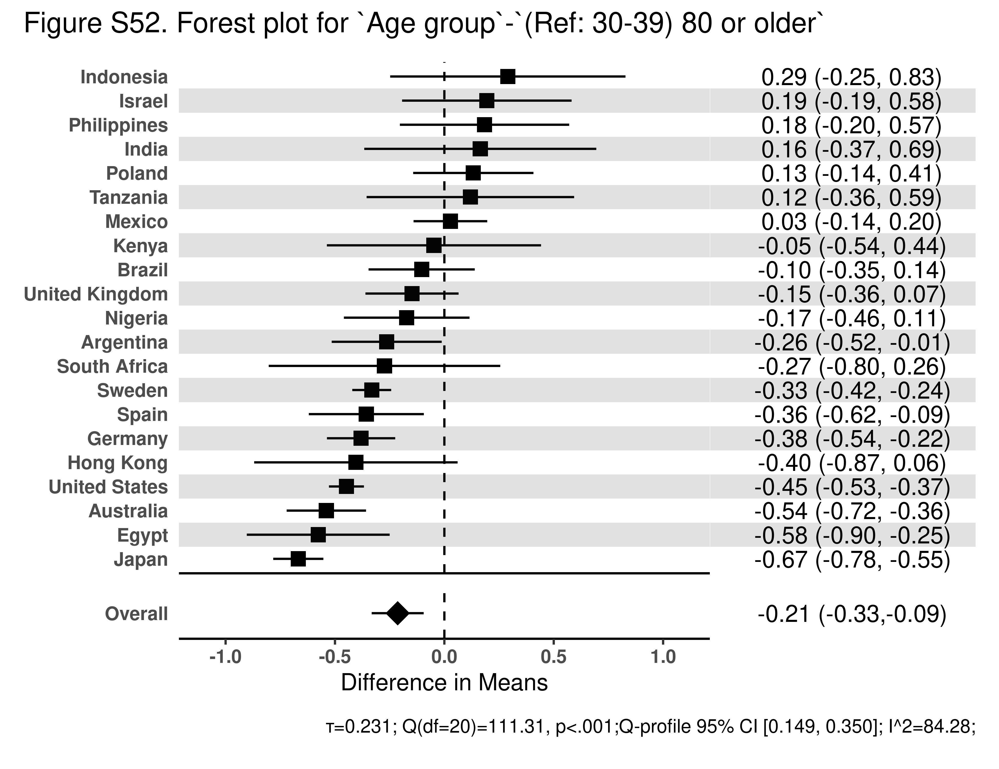 Figure S52. Forest plot for `Age group`-`(Ref: 30-39) 80 or older`
Indonesia 0.29 (-0.25, 0.83)
Israel 0.19 (-0.19, 0.58)
Philippines 0.18 (-0.20, 0.57)
India 0.16 (-0.37, 0.69)
Poland 0.13 (-0.14, 0.41)
Tanzania 0.12 (-0.36, 0.59)
Mexico 0.03 (-0.14, 0.20)
Kenya -0.05 (-0.54, 0.44)
Brazil -0.10 (-0.35, 0.14)
United Kingdom -0.15 (-0.36, 0.07)
Nigeria -0.17 (-0.46, 0.11)
Argentina -0.26 (-0.52, -0.01)
South Africa -0.27 (-0.80, 0.26)
Sweden -0.33 (-0.42, -0.24)
Spain -0.36 (-0.62, -0.09)
Germany -0.38 (-0.54, -0.22)
Hong Kong -0.40 (-0.87, 0.06)
United States -0.45 (-0.53, -0.37)
Australia -0.54 (-0.72, -0.36)
Egypt -0.58 (-0.90, -0.25)
Japan -0.67 (-0.78, -0.55)
Overall -0.21 (-0.33,-0.09)
-1.0 -0.5 0.0 0.5 1.0
Difference in Means
τ=0.231; Q(df=20)=111.31, p<.001;Q-profile 95% CI [0.149, 0.350]; I^2=84.28;